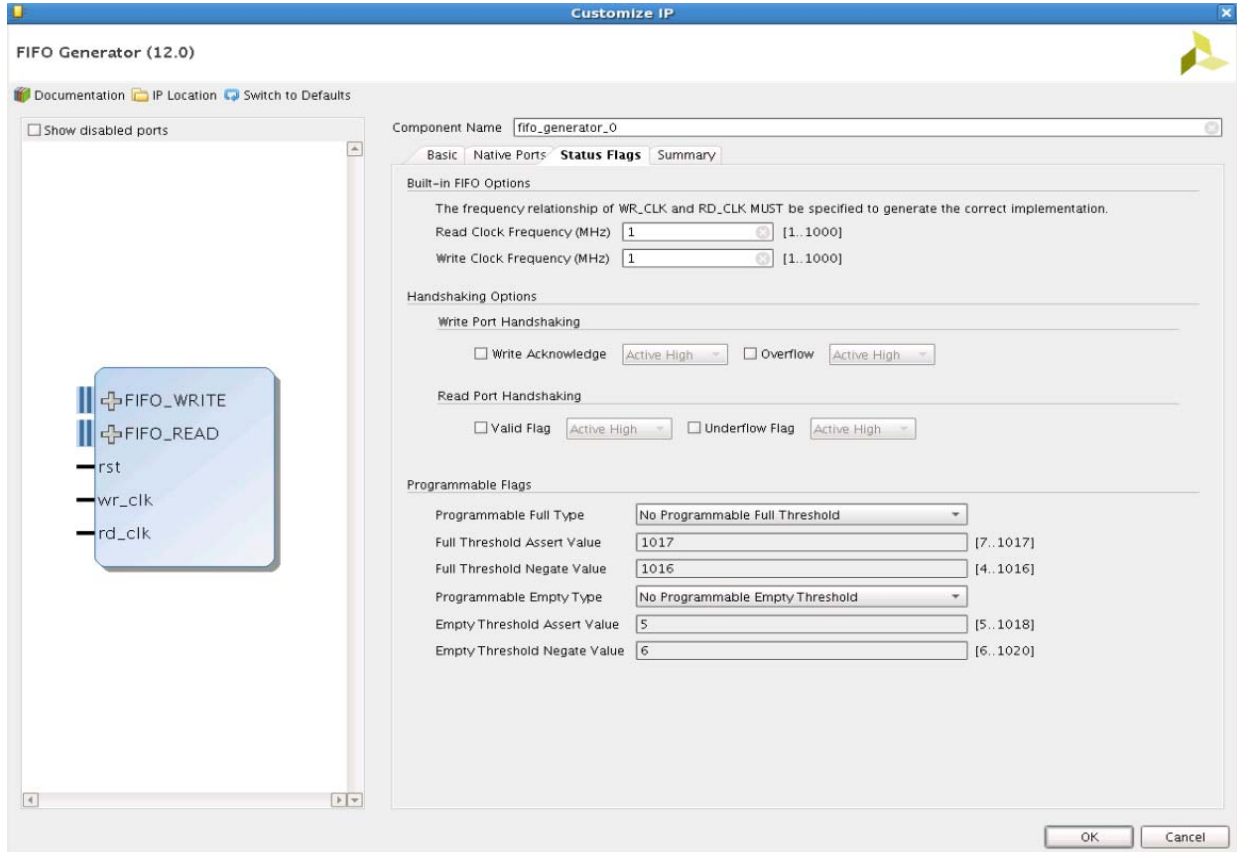 Customize IP
FIFO Generator (12.0)
Documentation IP Location Switch to Defaults
Show disabled ports
FIFO_WRITE
FIFO_READ
rst
wr_clk
rd_clk
Component Name fifo_generator_0
Basic Native Ports Status Flags Summary
Built-in FIFO Options
The frequency relationship of WR_CLK and RD_CLK MUST be specified to generate the correct implementation.
Read Clock Frequency (MHz) 1 [1..1000]
Write Clock Frequency (MHz) 1 [1..1000]
Handshaking Options
Write Port Handshaking
Write Acknowledge Active High Overflow Active High
Read Port Handshaking
Valid Flag Active High Underflow Flag Active High
Programmable Flags
Programmable Full Type No Programmable Full Threshold
Full Threshold Assert Value 1017 [7..1017]
Full Threshold Negate Value 1016 [4..1016]
Programmable Empty Type No Programmable Empty Threshold
Empty Threshold Assert Value 5 [5..1018]
Empty Threshold Negate Value 6 [6..1020]
OK Cancel